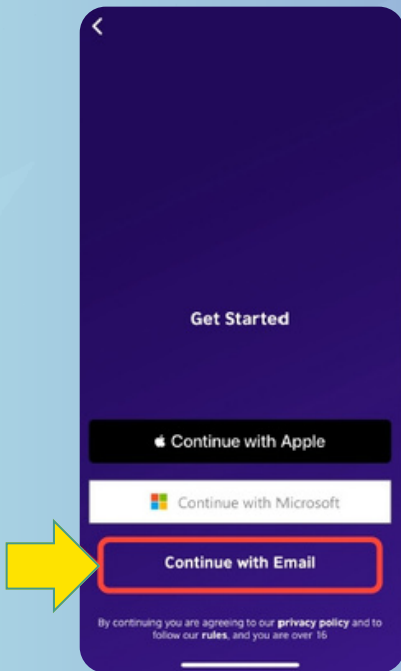 Get Started
Continue with Apple
Continue with Microsoft
Continue with Email
By continuing you are agreeing to our privacy policy and to
follow our rules, and you are over 16